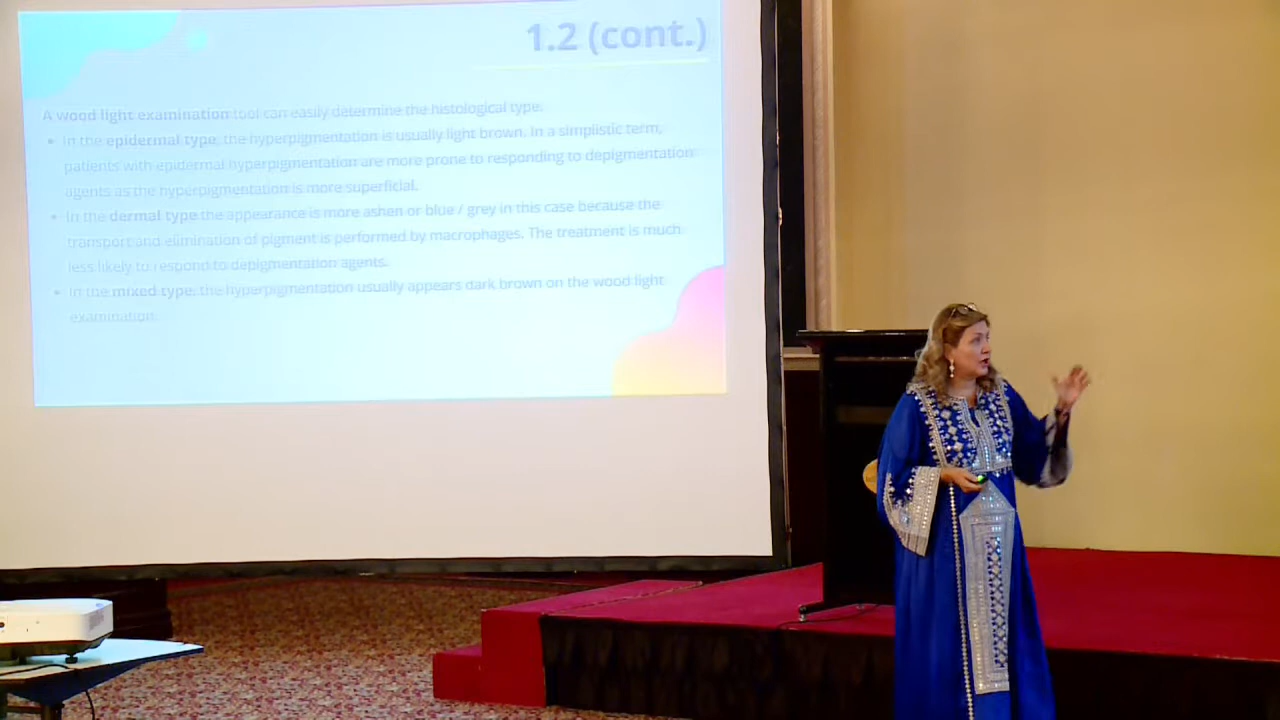 1.2 (cont.)
A wood light examination tool can easily determine the histological type.
• In the epidermal type, the hyperpigmentation is usually light brown. In a simplistic term,
patients with epidermal hyperpigmentation are more prone to responding to depigmentation
agents as the hyperpigmentation is more superficial.
• In the dermal type the appearance is more ashen or blue / grey in this case because the
transport and elimination of pigment is performed by macrophages. The treatment is much
less likely to respond to depigmentation agents.
• In the mixed type, the hyperpigmentation usually appears dark brown on the wood light
examination.